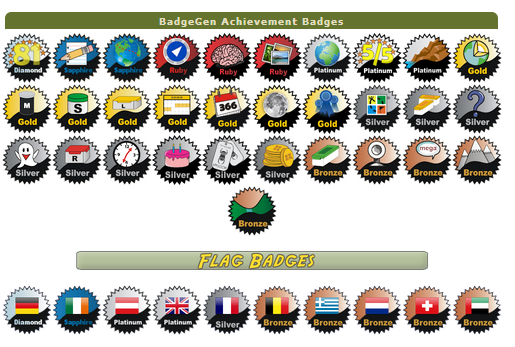 BadgeGen Achievement Badges
81 5/5
Diamond Sapphire Sapphire Ruby Ruby Ruby Platinum Platinum Platinum Gold
M S L 366
Gold Gold Gold Gold Gold Gold Gold Silver Silver ? Silver
R mega
Silver Silver Silver Silver Silver Silver Bronze Bronze Bronze Bronze
Bronze
Flag Badges
Diamond Sapphire Platinum Platinum Silver Bronze Bronze Bronze Bronze Bronze